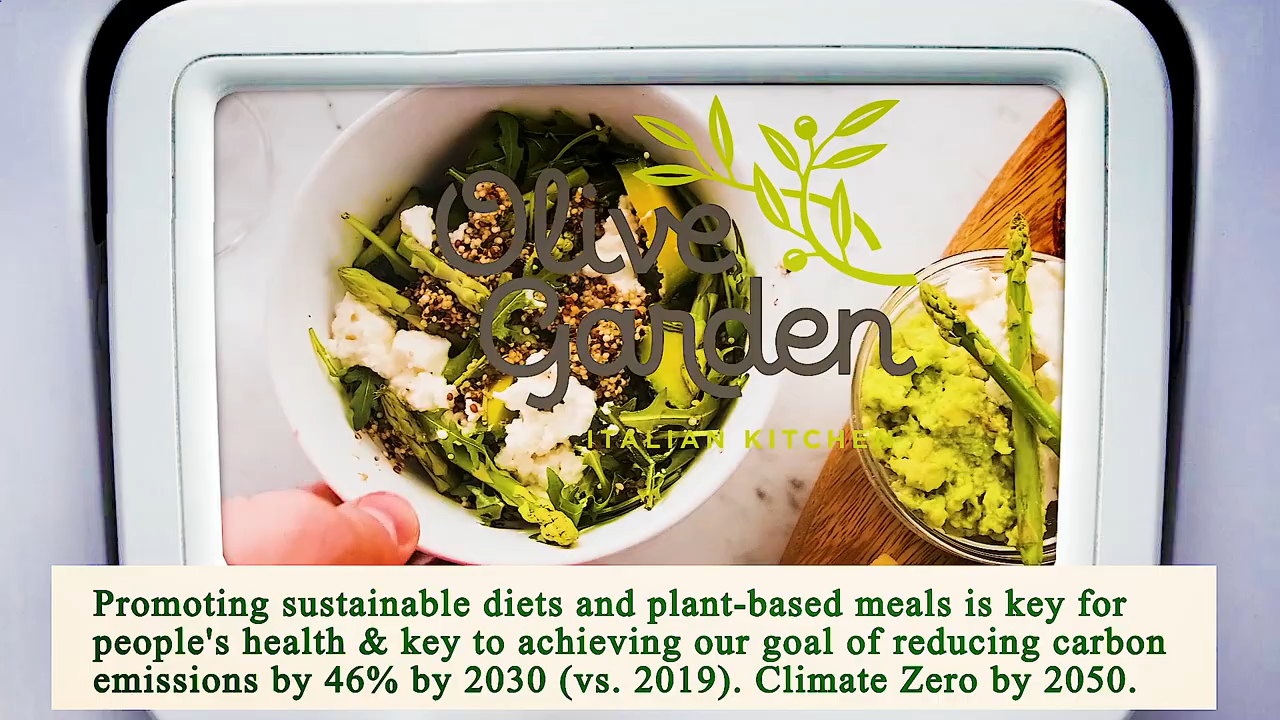 Olive
Garden
ITALIAN KITCHEN
Promoting sustainable diets and plant-based meals is key for
people's health & key to achieving our goal of reducing carbon
emissions by 46% by 2030 (vs. 2019). Climate Zero by 2050.